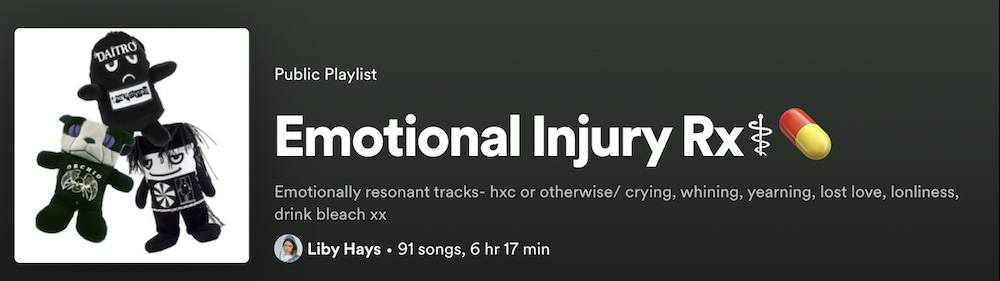 DAITRO
ORCHID
Public Playlist
Emotional Injury Rx⚕💊
Emotionally resonant tracks- hxc or otherwise/ crying, whining, yearning, lost love, lonliness,
drink bleach xx
Liby Hays • 91 songs, 6 hr 17 min